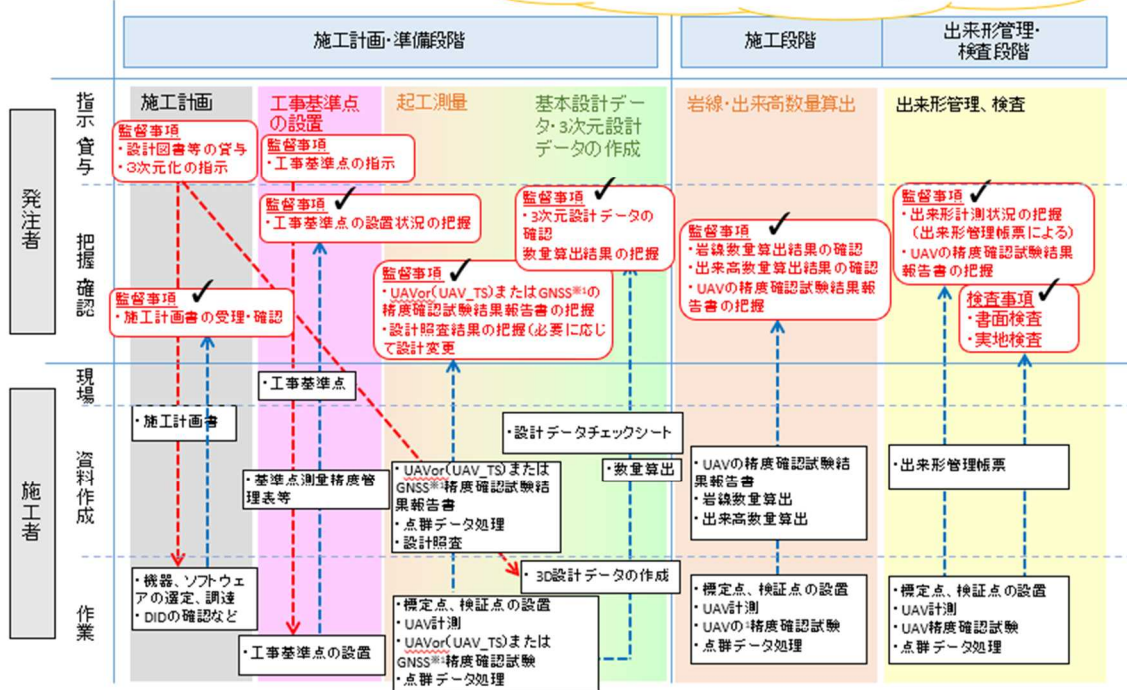 施工計画・準備段階
施工段階
出来形管理・
検査段階
発注者
施工者
指示・貸与
把握・確認
現場
資料作成
作業
施工計画
監督事項
・設計図書等の貸与
・3次元化の指示
監督事項
・施工計画書の受理・確認
・施工計画書
・機器、ソフトウェ
アの選定、調達
・DIDの確認など
工事基準点
の設置
監督事項
・工事基準点の指示
監督事項
・工事基準点の設置状況の把握
・工事基準点
・基準点測量精度管
理表等
・工事基準点の設置
起工測量
監督事項
・UAVor(UAV_TS)またはGNSS※1の
精度確認試験結果報告書の把握
・設計照査結果の把握(必要に応じ
て設計変更
・UAVor(UAV_TS)または
GNSS※1精度確認試験結
果報告書
・点群データ処理
・設計照査
・標定点、検証点の設置
・UAV計測
・UAVor(UAV_TS)または
GNSS※1精度確認試験
・点群データ処理
基本設計デー
タ・3次元設計
データの作成
監督事項
・3次元設計データの
確認
数量算出結果の把握
・設計データチェックシート
・数量算出
・3D設計データの作成
岩線・出来高数量算出
監督事項
・岩線数量算出結果の確認
・出来高数量算出結果の確認
・UAVの精度確認試験結果報
告書の把握
・UAVの精度確認試験結
果報告書
・岩線数量算出
・出来高数量算出
・標定点、検証点の設置
・UAV計測
・UAVの1精度確認試験
・点群データ処理
出来形管理、検査
監督事項
・出来形計測状況の把握
(出来形管理帳票による)
・UAVの精度確認試験結果
報告書の把握
検査事項
・書面検査
・実地検査
・出来形管理帳票
・標定点、検証点の設置
・UAV計測
・UAV精度確認試験
・点群データ処理